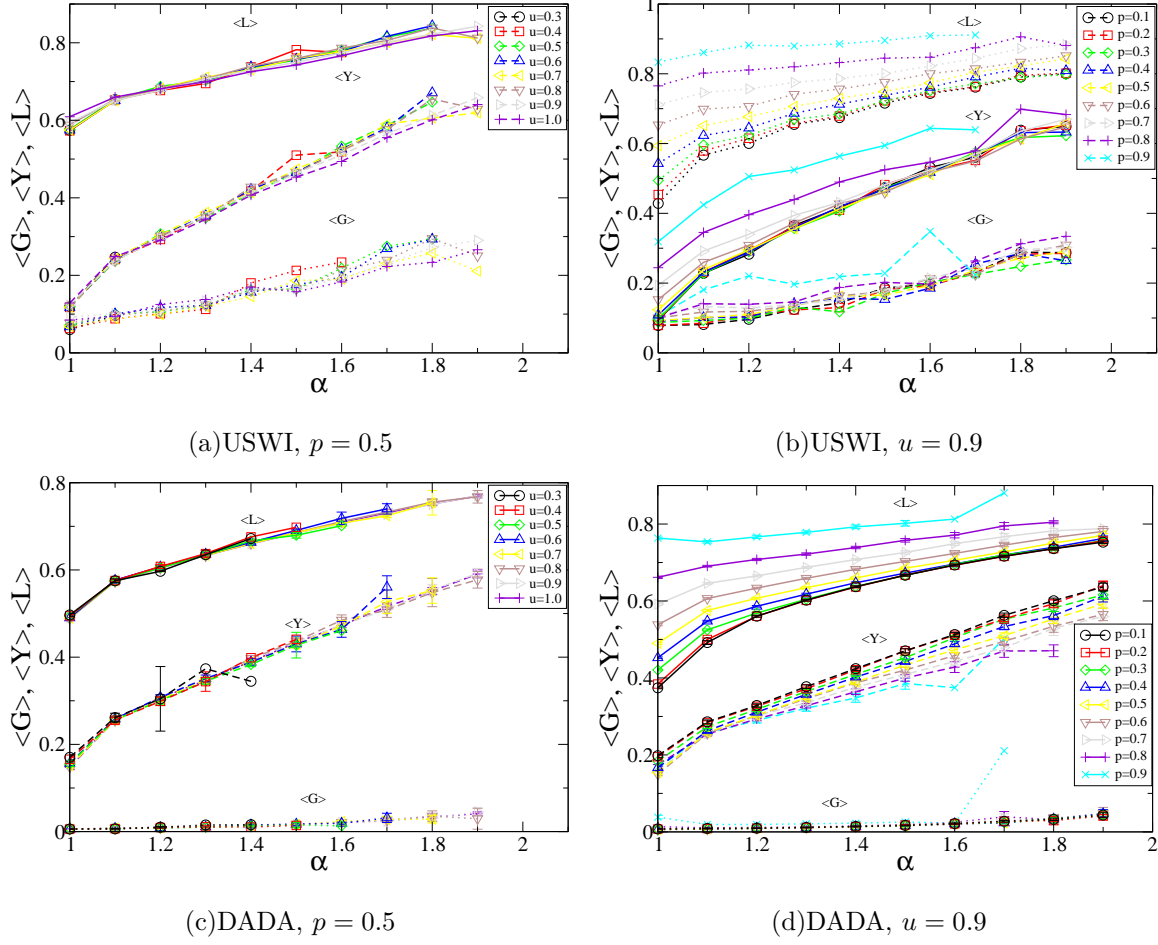 <G>, <Y>, <L>
0
0.2
0.4
0.6
0.8
1
1.2
1.4
1.6
1.8
2
α
<L>
<Y>
<G>
u=0.3
u=0.4
u=0.5
u=0.6
u=0.7
u=0.8
u=0.9
u=1.0
(a)USWI, p = 0.5
<G>, <Y>, <L>
0
0.2
0.4
0.6
0.8
1
1
1.2
1.4
1.6
1.8
2
α
<L>
<Y>
<G>
p=0.1
p=0.2
p=0.3
p=0.4
p=0.5
p=0.6
p=0.7
p=0.8
p=0.9
(b)USWI, u = 0.9
<G>, <Y>, <L>
0
0.2
0.4
0.6
0.8
1
1.2
1.4
1.6
1.8
2
α
<L>
<Y>
<G>
u=0.3
u=0.4
u=0.5
u=0.6
u=0.7
u=0.8
u=0.9
u=1.0
(c)DADA, p = 0.5
<G>, <Y>, <L>
0
0.2
0.4
0.6
0.8
1
1.2
1.4
1.6
1.8
2
α
<L>
<Y>
<G>
p=0.1
p=0.2
p=0.3
p=0.4
p=0.5
p=0.6
p=0.7
p=0.8
p=0.9
(d)DADA, u = 0.9